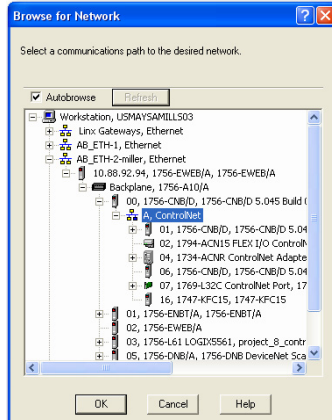 Browse for Network
Select a communications path to the desired network.
Autobrowse
Refresh
Workstation, USMAYSAMILLS03
Linx Gateways, Ethernet
AB_ETH-1, Ethernet
AB_ETH-2-miller, Ethernet
10.88.92.94, 1756-EWEB/A, 1756-EWEB/A
Backplane, 1756-A10/A
00, 1756-CNB/D, 1756-CNB/D 5.045 Build (
A, ControlNet
01, 1756-CNB/D, 1756-CNB/D 5.04
02, 1794-ACN15 FLEX I/O ControlN
04, 1734-ACNR ControlNet Adapte
06, 1756-CNB/D, 1756-CNB/D 5.04
07, 1769-L32C ControlNet Port, 17
16, 1747-KFC15, 1747-KFC15
01, 1756-ENBT/A, 1756-ENBT/A
02, 1756-EWEB/A
03, 1756-L61 LOGIX5561, project_8_contr
05, 1756-DNB/A, 1756-DNB DeviceNet Sca
OK
Cancel
Help